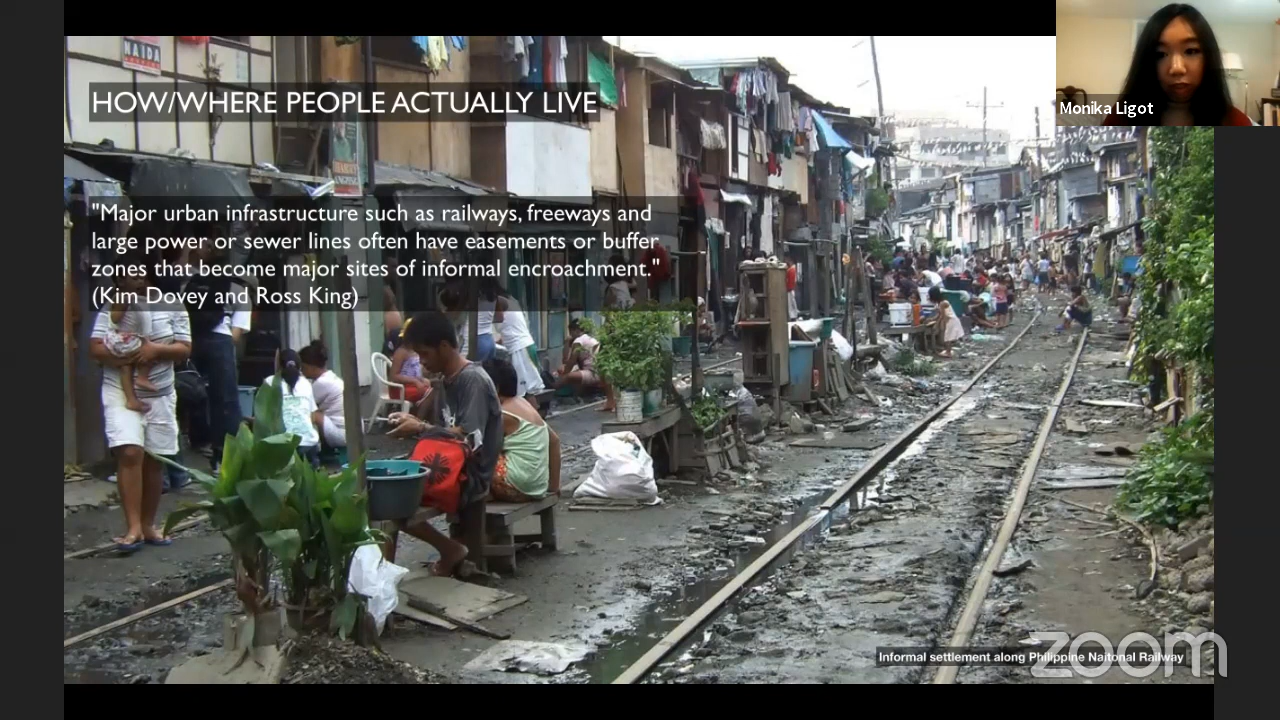 NAIDA
HOW/WHERE PEOPLE ACTUALLY LIVE
Monika Ligot
"Major urban infrastructure such as railways, freeways and
large power or sewer lines often have easements or buffer
zones that become major sites of informal encroachment."
(Kim Dovey and Ross King)
Informal settlement along Philippine Naitonal Railway
zoom